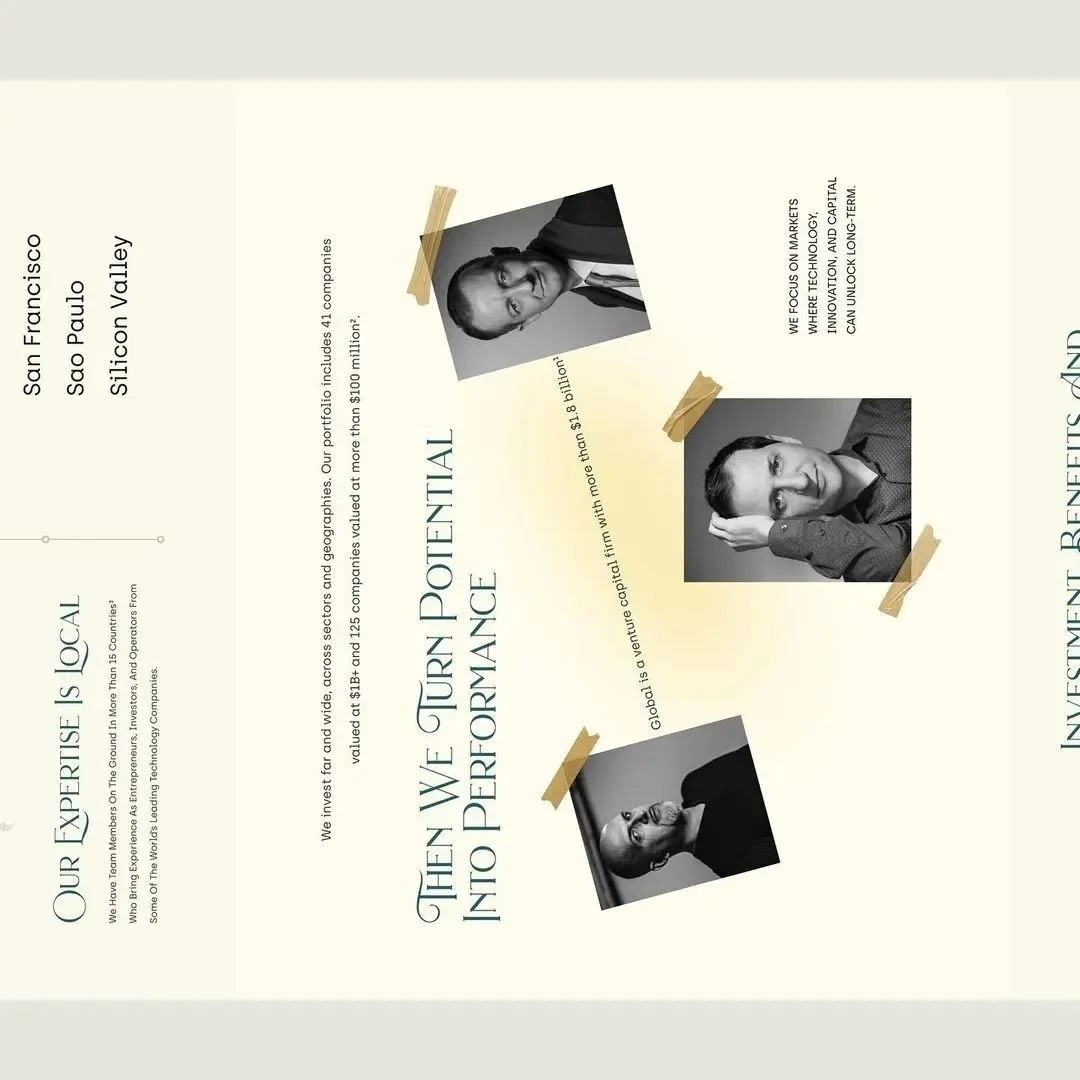 San Francisco
Sao Paulo
Silicon Valley
Our Expertise Is Local
We Have Team Members On The Ground In More Than 15 Countries³
Who Bring Experience As Entrepreneurs, Investors, And Operators From
Some Of The World's Leading Technology Companies.
We invest far and wide, across sectors and geographies. Our portfolio includes 41 companies
valued at $1B+ and 125 companies valued at more than $100 million².
Then We Turn Potential
Into Performance
Global is a venture capital firm with more than $1.8 billion¹
WE FOCUS ON MARKETS
WHERE TECHNOLOGY,
INNOVATION, AND CAPITAL
CAN UNLOCK LONG-TERM.
Investment Benefits And